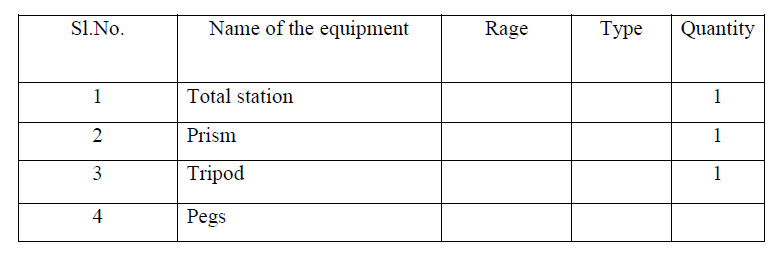 Sl.No. Name of the equipment Rage Type Quantity
1 Total station 1
2 Prism 1
3 Tripod 1
4 Pegs